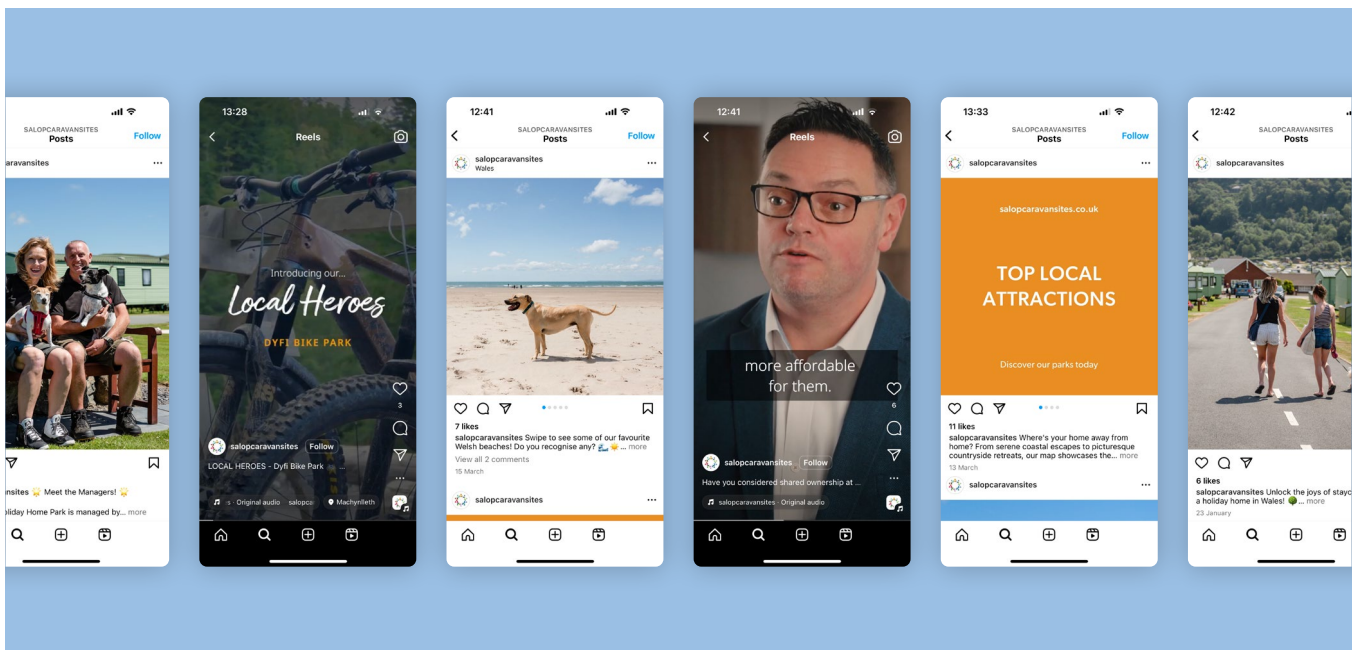 SALOPCARAVANSITES
Posts
Follow
aravansites
nsites 🌟 Meet the Managers! 🌟
oliday Home Park is managed by... more
13:28
Reels
Introducing our...
Local Heroes
DYFI BIKE PARK
3
salopcaravansites Follow
LOCAL HEROES - Dyfi Bike Park ...
s · Original audio salopca Machynlleth
12:41
SALOPCARAVANSITES
Posts
Follow
salopcaravansites
Wales
7 likes
salopcaravansites Swipe to see some of our favourite
Welsh beaches! Do you recognise any? 🌊 ☀️ ... more
View all 2 comments
15 March
salopcaravansites
12:41
Reels
more affordable
for them.
6
salopcaravansites Follow
Have you considered shared ownership at ...
salopcaravansites · Original audio
13:33
SALOPCARAVANSITES
Posts
Follow
salopcaravansites
salopcaravansites.co.uk
TOP LOCAL
ATTRACTIONS
Discover our parks today
11 likes
salopcaravansites Where's your home away from
home? From serene coastal escapes to picturesque
countryside retreats, our map showcases the... more
13 March
salopcaravansites
12:42
SALOPCARAVANSITES
Posts
salopcaravansites
6 likes
salopcaravansites Unlock the joys of stayc
a holiday home in Wales! 🌳 ... more
23 January